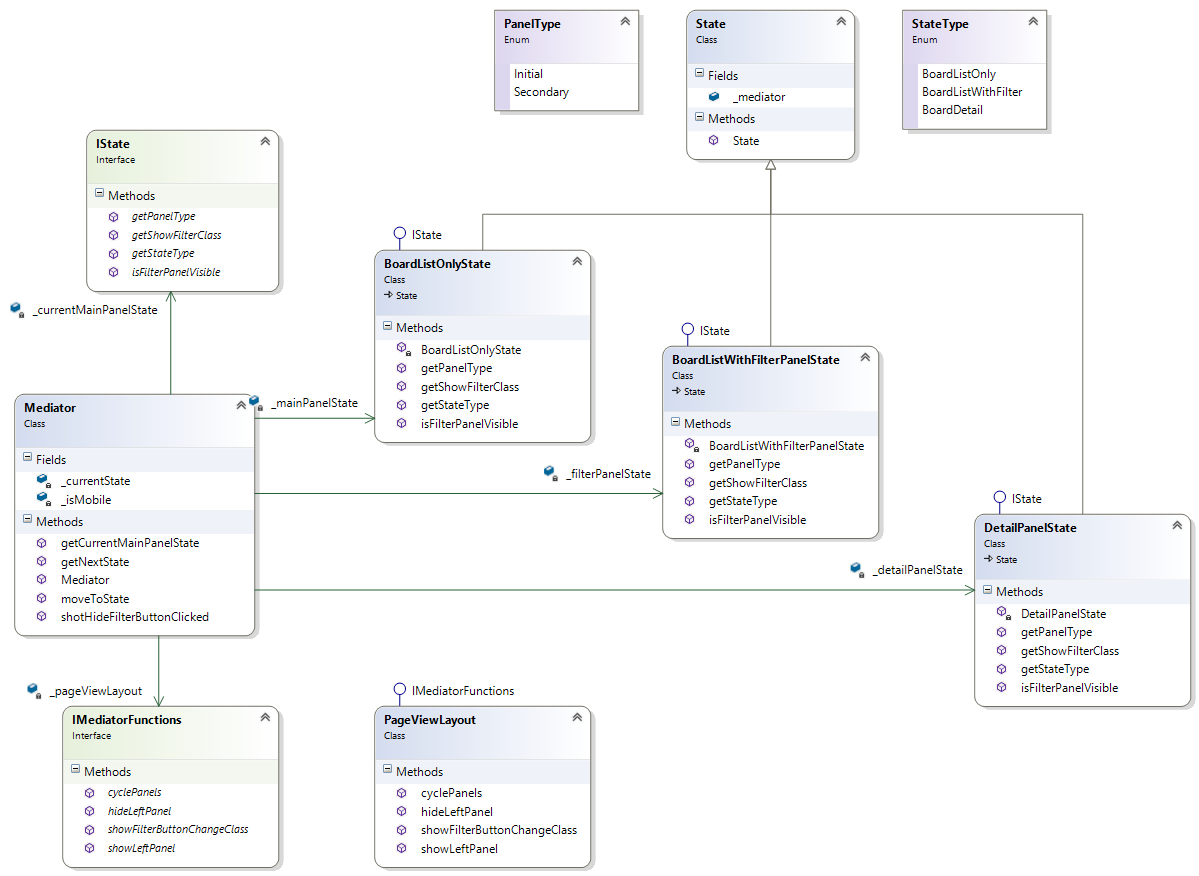 PanelType
Enum
Initial
Secondary
State
Class
Fields
_mediator
Methods
State
StateType
Enum
BoardListOnly
BoardListWithFilter
BoardDetail
IState
Interface
Methods
getPanelType
getShowFilterClass
getStateType
isFilterPanelVisible
_currentMainPanelState
IState
BoardListOnlyState
Class
State
Methods
BoardListOnlyState
getPanelType
getShowFilterClass
getStateType
isFilterPanelVisible
IState
BoardListWithFilterPanelState
Class
State
Methods
BoardListWithFilterPanelState
getPanelType
getShowFilterClass
getStateType
isFilterPanelVisible
Mediator
Class
Fields
_currentState
_isMobile
Methods
getCurrentMainPanelState
getNextState
Mediator
moveToState
shotHideFilterButtonClicked
_mainPanelState
_filterPanelState
_detailPanelState
IState
DetailPanelState
Class
State
Methods
DetailPanelState
getPanelType
getShowFilterClass
getStateType
isFilterPanelVisible
_pageViewLayout
IMediatorFunctions
Interface
Methods
cyclePanels
hideLeftPanel
showFilterButtonChangeClass
showLeftPanel
IMediatorFunctions
PageViewLayout
Class
Methods
cyclePanels
hideLeftPanel
showFilterButtonChangeClass
showLeftPanel